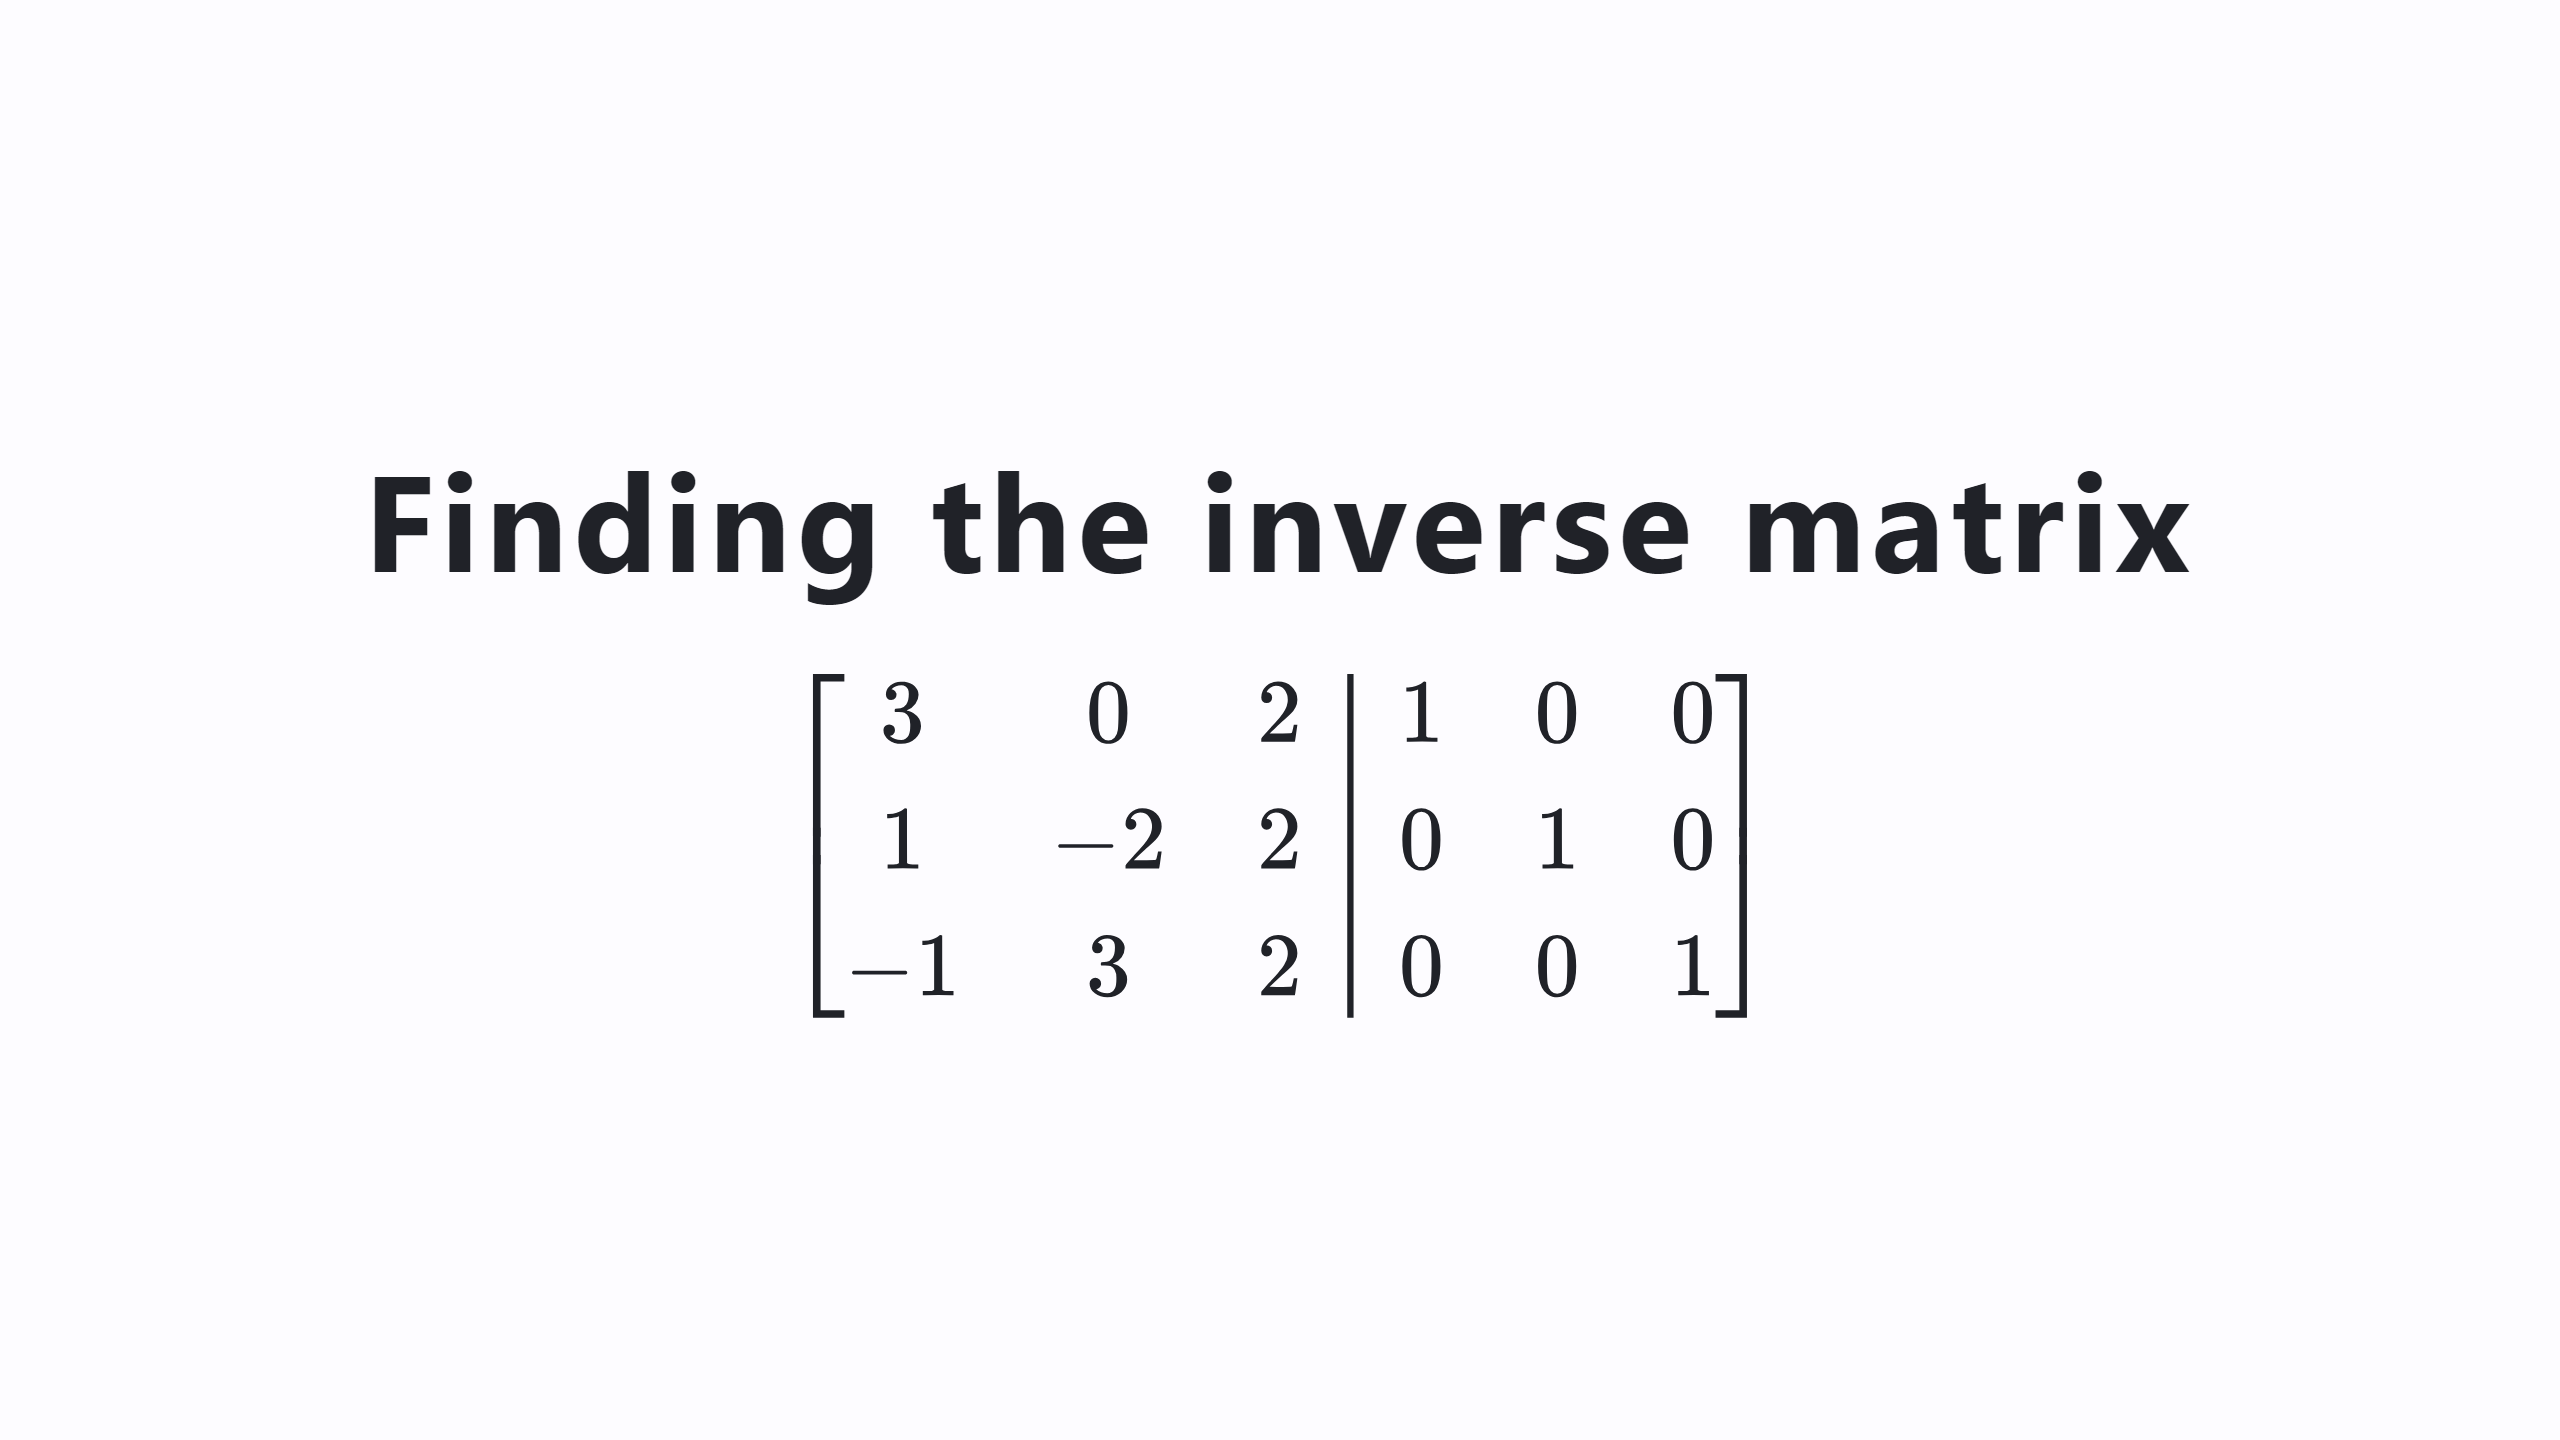 Finding the inverse matrix
3 0 2 | 1 0 0
1 −2 2 | 0 1 0
−1 3 2 | 0 0 1